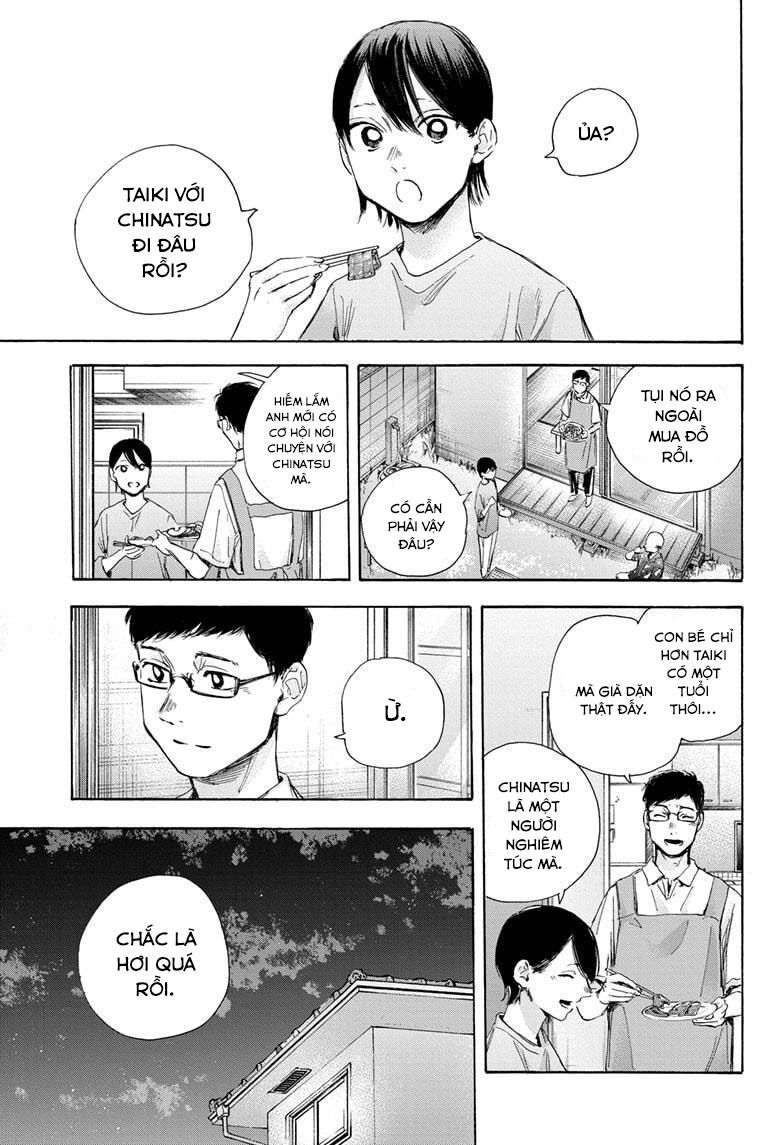 ỦA?
TAIKI VỚI
CHINATSU
ĐI ĐÂU
RỒI?
TỤI NÓ RA
NGOÀI
MUA ĐỒ
RỒI.
CÓ CẦN
PHẢI VẬY
ĐÂU?
HIẾM LẮM
ANH MỚI CÓ
CƠ HỘI NÓI
CHUYỆN VỚI
CHINATSU
MÀ.
CON BÉ CHỈ
HƠN TAIKI
CÓ MỘT
TUỔI
THÔI...
MÀ GIÀ DẶN
THẬT ĐẤY.
CHINATSU
LÀ MỘT
NGƯỜI
NGHIÊM
TÚC MÀ.
Ừ.
CHẮC LÀ
HƠI QUÁ
RỒI.